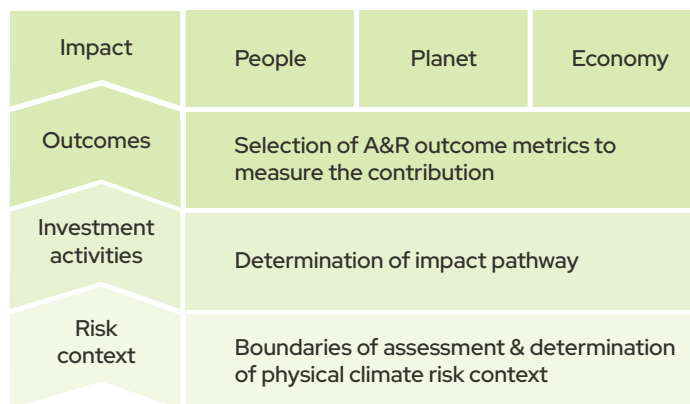 Impact
People
Planet
Economy
Outcomes
Selection of A&R outcome metrics to
measure the contribution
Investment
activities
Determination of impact pathway
Risk
context
Boundaries of assessment & determination
of physical climate risk context